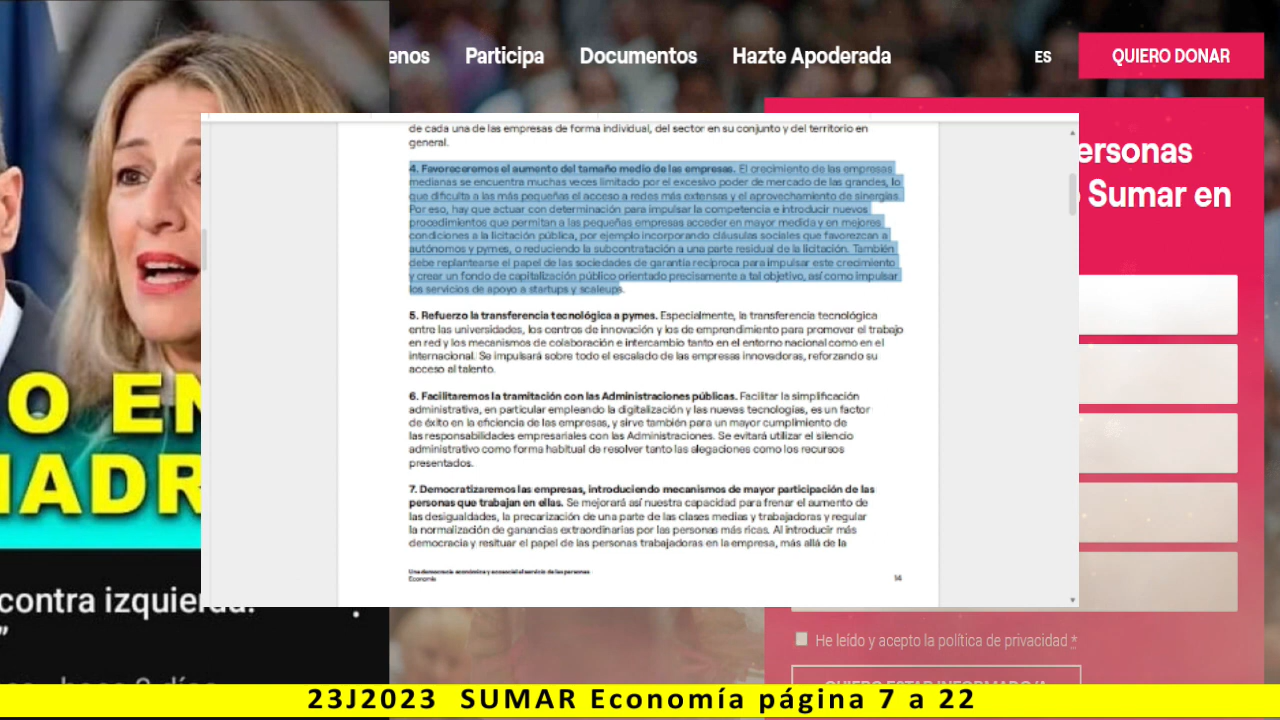 enos Participa Documentos Hazte Apoderada ES QUIERO DONAR
ersonas
Sumar en
de cada una de las empresas de forma individual, del sector en su conjunto y del territorio en
general.
4. Favoreceremos el aumento del tamaño medio de las empresas. El crecimiento de las empresas
medianas se encuentra muchas veces limitado por el excesivo poder de mercado de las grandes, lo
que dificulta a las más pequeñas el acceso a redes más extensas y el aprovechamiento de sinergias.
Por eso, hay que actuar con determinación para impulsar la competencia e introducir nuevos
procedimientos que permitan a las pequeñas empresas acceder en mayor medida y en mejores
condiciones a la licitación pública, por ejemplo incorporando cláusulas sociales que favorezcan a
autónomos y pymes, o reduciendo la subcontratación a una parte residual de la licitación. También
debe replantearse el papel de las sociedades de garantía recíproca para impulsar este crecimiento
y crear un fondo de capitalización público orientado precisamente a tal objetivo, así como impulsar
los servicios de apoyo a startups y scaleups.
5. Refuerzo la transferencia tecnológica a pymes. Especialmente, la transferencia tecnológica
entre las universidades, los centros de innovación y los de emprendimiento para promover el trabajo
en red y los mecanismos de colaboración e intercambio tanto en el entorno nacional como en el
internacional. Se impulsará sobre todo el escalado de las empresas innovadoras, reforzando su
acceso al talento.
6. Facilitaremos la tramitación con las Administraciones públicas. Facilitar la simplificación
administrativa, en particular empleando la digitalización y las nuevas tecnologías, es un factor
de éxito en la eficiencia de las empresas, y sirve también para un mayor cumplimiento de
las responsabilidades empresariales con las Administraciones. Se evitará utilizar el silencio
administrativo como forma habitual de resolver tanto las alegaciones como los recursos
presentados.
7. Democratizaremos las empresas, introduciendo mecanismos de mayor participación de las
personas que trabajan en ellas. Se mejorará así nuestra capacidad para frenar el aumento de
las desigualdades, la precarización de una parte de las clases medias y trabajadoras y regular
la normalización de ganancias extraordinarias por las personas más ricas. Al introducir más
democracia y resituar el papel de las personas trabajadoras en la empresa, más allá de la
Una democracia económica y ecosocial al servicio de las personas
Economía 14
O EN
MADR
contra izquierda.
He leído y acepto la política de privacidad *
QUIERO ESTAR INFORMADO/A
23J2023 SUMAR Economía página 7 a 22